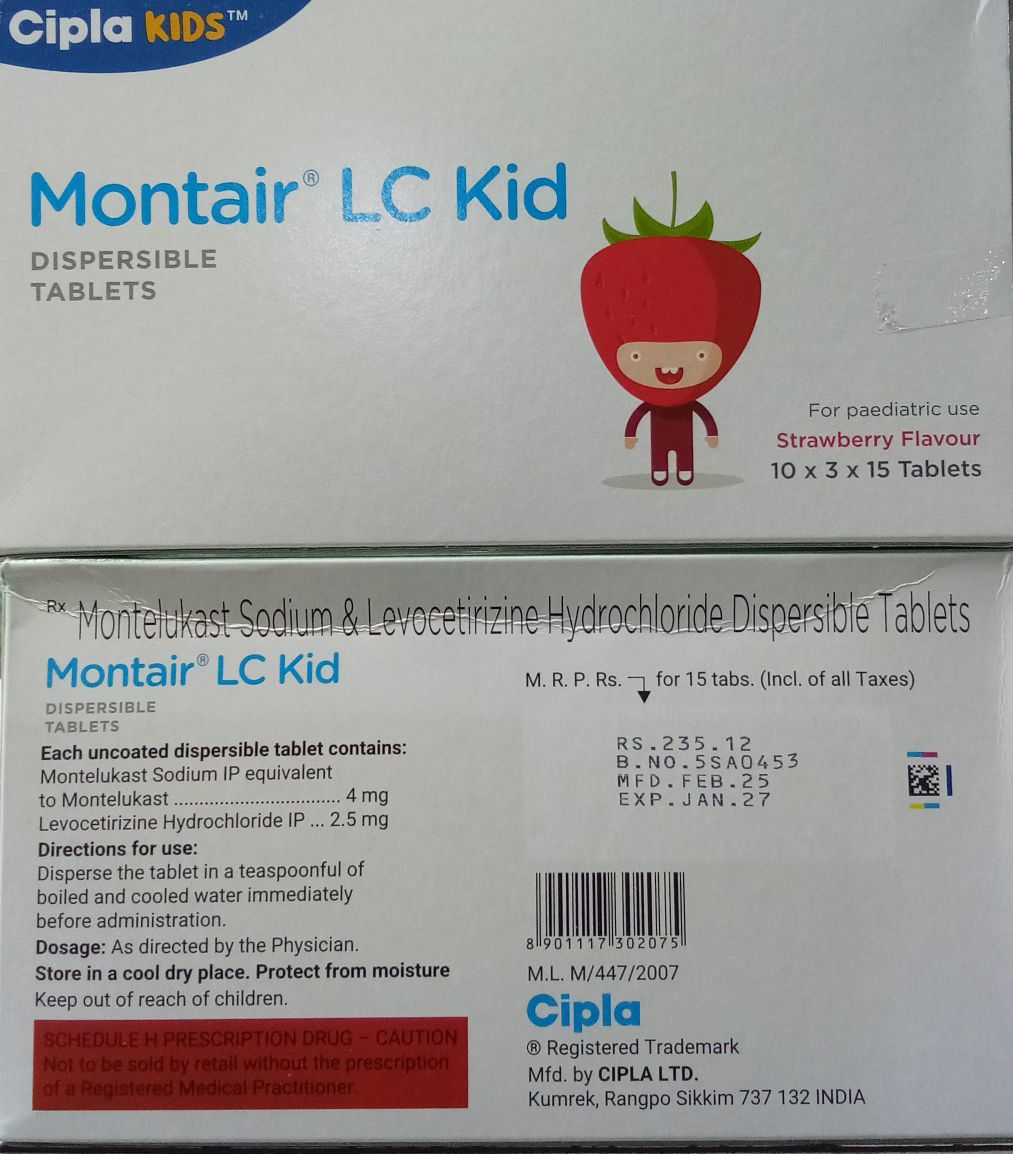 Cipla KIDS™
Montair® LC Kid
DISPERSIBLE
TABLETS
For paediatric use
Strawberry Flavour
10 x 3 x 15 Tablets
Rx Montelukast Sodium & Levocetirizine Hydrochloride Dispersible Tablets
Montair® LC Kid
DISPERSIBLE
TABLETS
Each uncoated dispersible tablet contains:
Montelukast Sodium IP equivalent
to Montelukast ................................. 4 mg
Levocetirizine Hydrochloride IP ... 2.5 mg
Directions for use:
Disperse the tablet in a teaspoonful of
boiled and cooled water immediately
before administration.
Dosage: As directed by the Physician.
Store in a cool dry place. Protect from moisture
Keep out of reach of children.
SCHEDULE H PRESCRIPTION DRUG – CAUTION
Not to be sold by retail without the prescription
of a Registered Medical Practitioner.
M. R. P. Rs. for 15 tabs. (Incl. of all Taxes)
RS.235.12
B.NO.5SA0453
MFD.FEB.25
EXP.JAN.27
8 901117 302075
M.L. M/447/2007
Cipla
® Registered Trademark
Mfd. by CIPLA LTD.
Kumrek, Rangpo Sikkim 737 132 INDIA